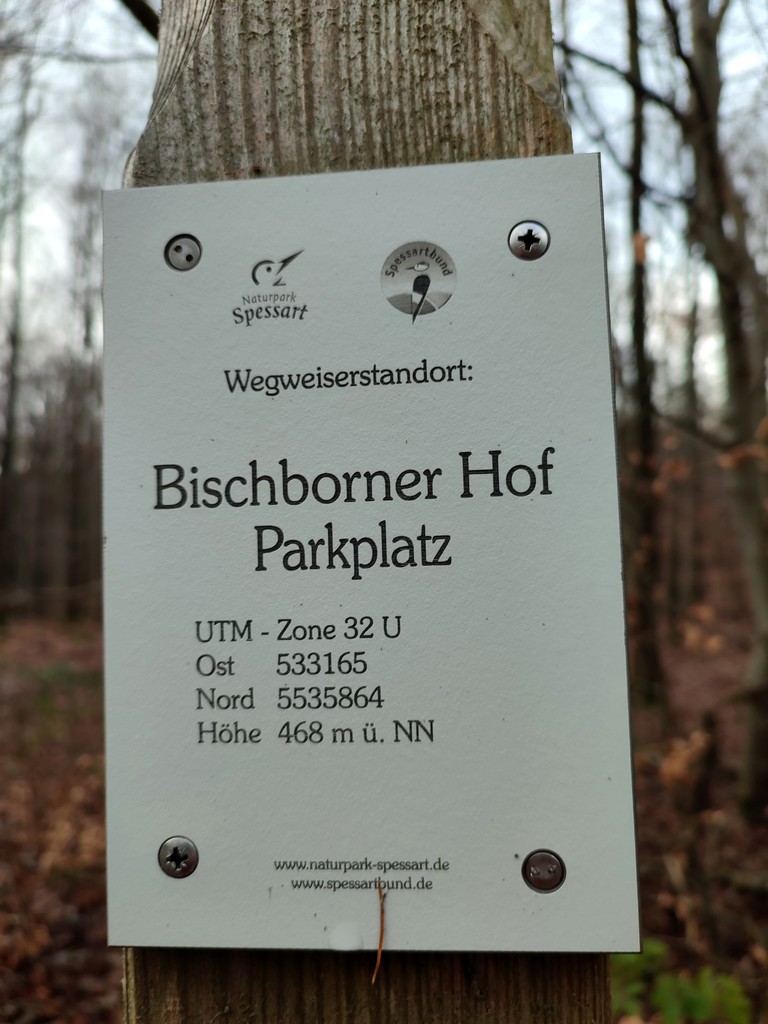 Naturpark
Spessart
Spessartbund
Wegweiserstandort:
Bischborner Hof
Parkplatz
UTM - Zone 32 U
Ost 533165
Nord 5535864
Höhe 468 m ü. NN
www.naturpark-spessart.de
www.spessartbund.de